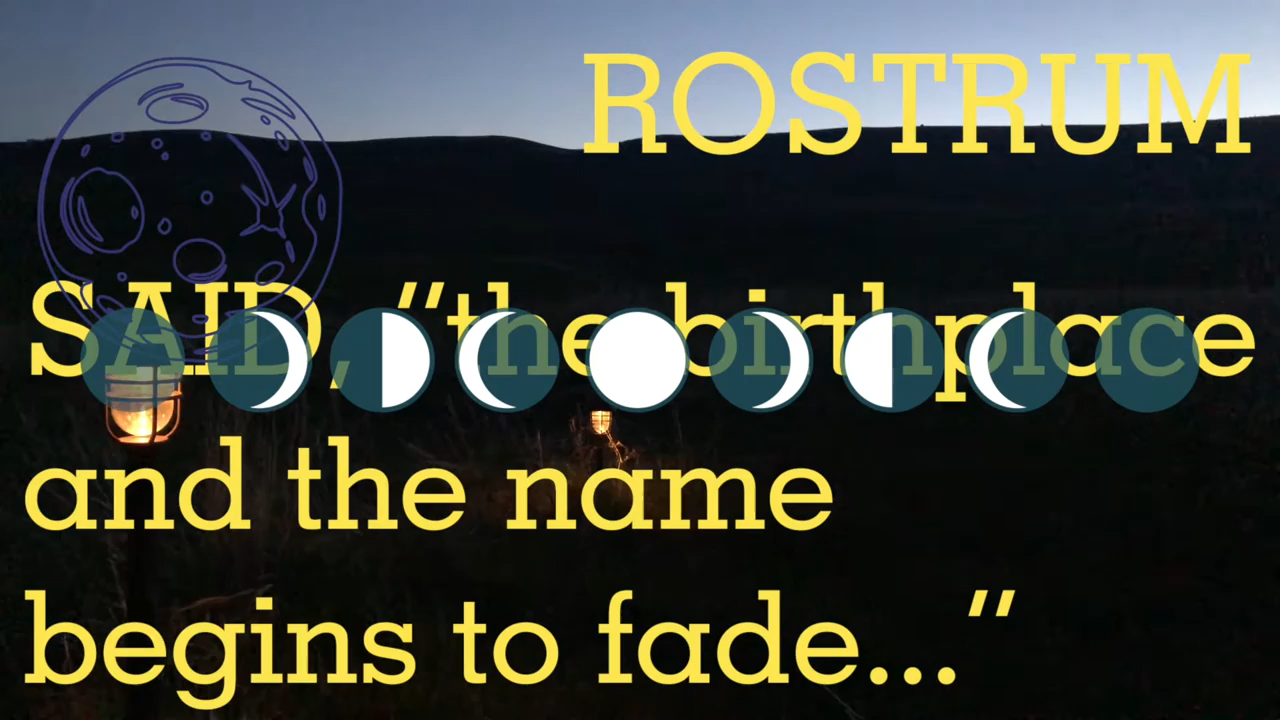 ROSTRUM
SAID, “the birthplace
and the name
begins to fade...”